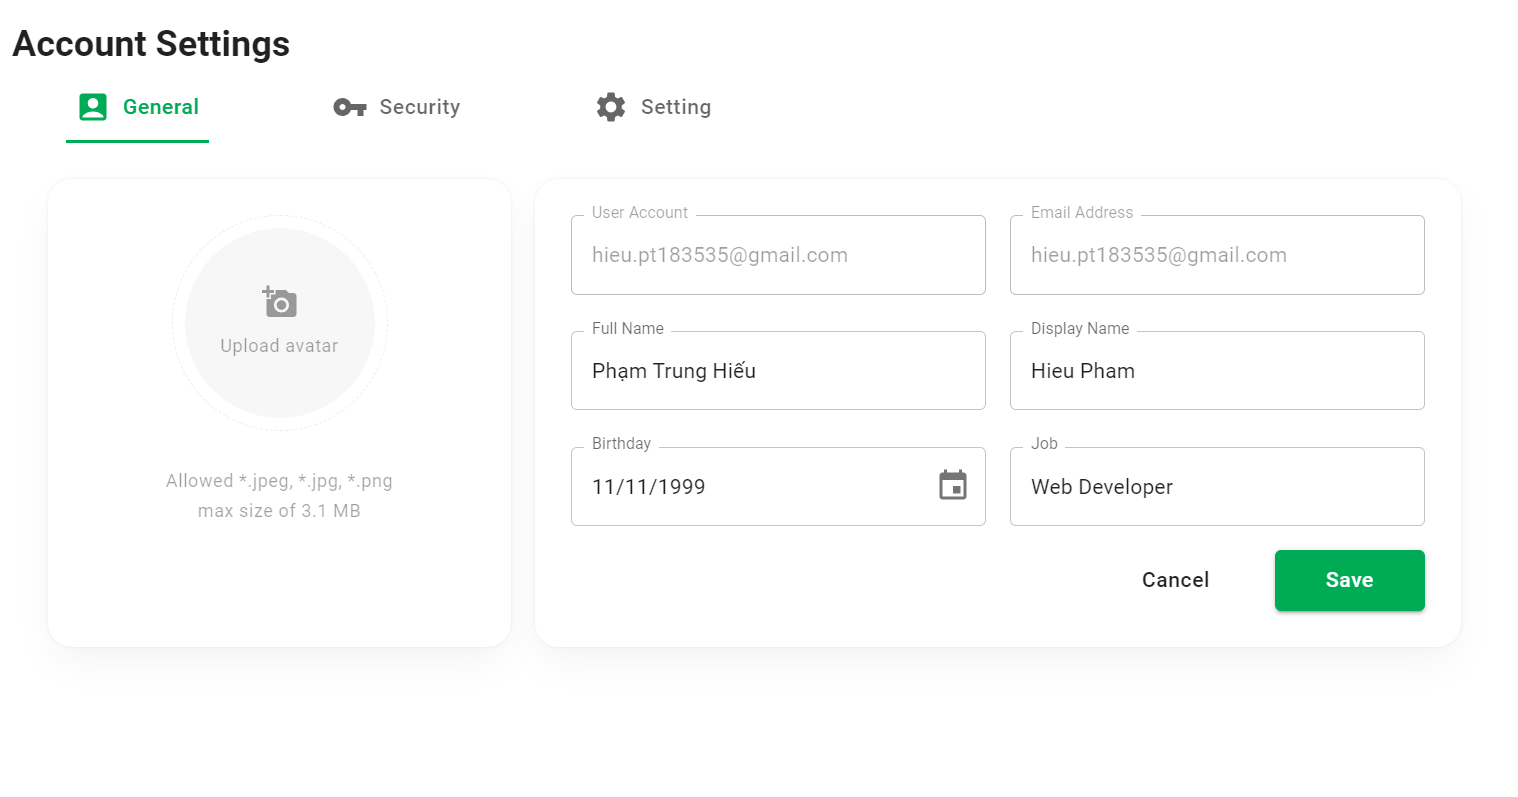 Account Settings
General
Security
Setting
Upload avatar
Allowed *.jpeg, *.jpg, *.png
max size of 3.1 MB
User Account
hieu.pt183535@gmail.com
Email Address
hieu.pt183535@gmail.com
Full Name
Phạm Trung Hiếu
Display Name
Hieu Pham
Birthday
11/11/1999
Job
Web Developer
Cancel
Save